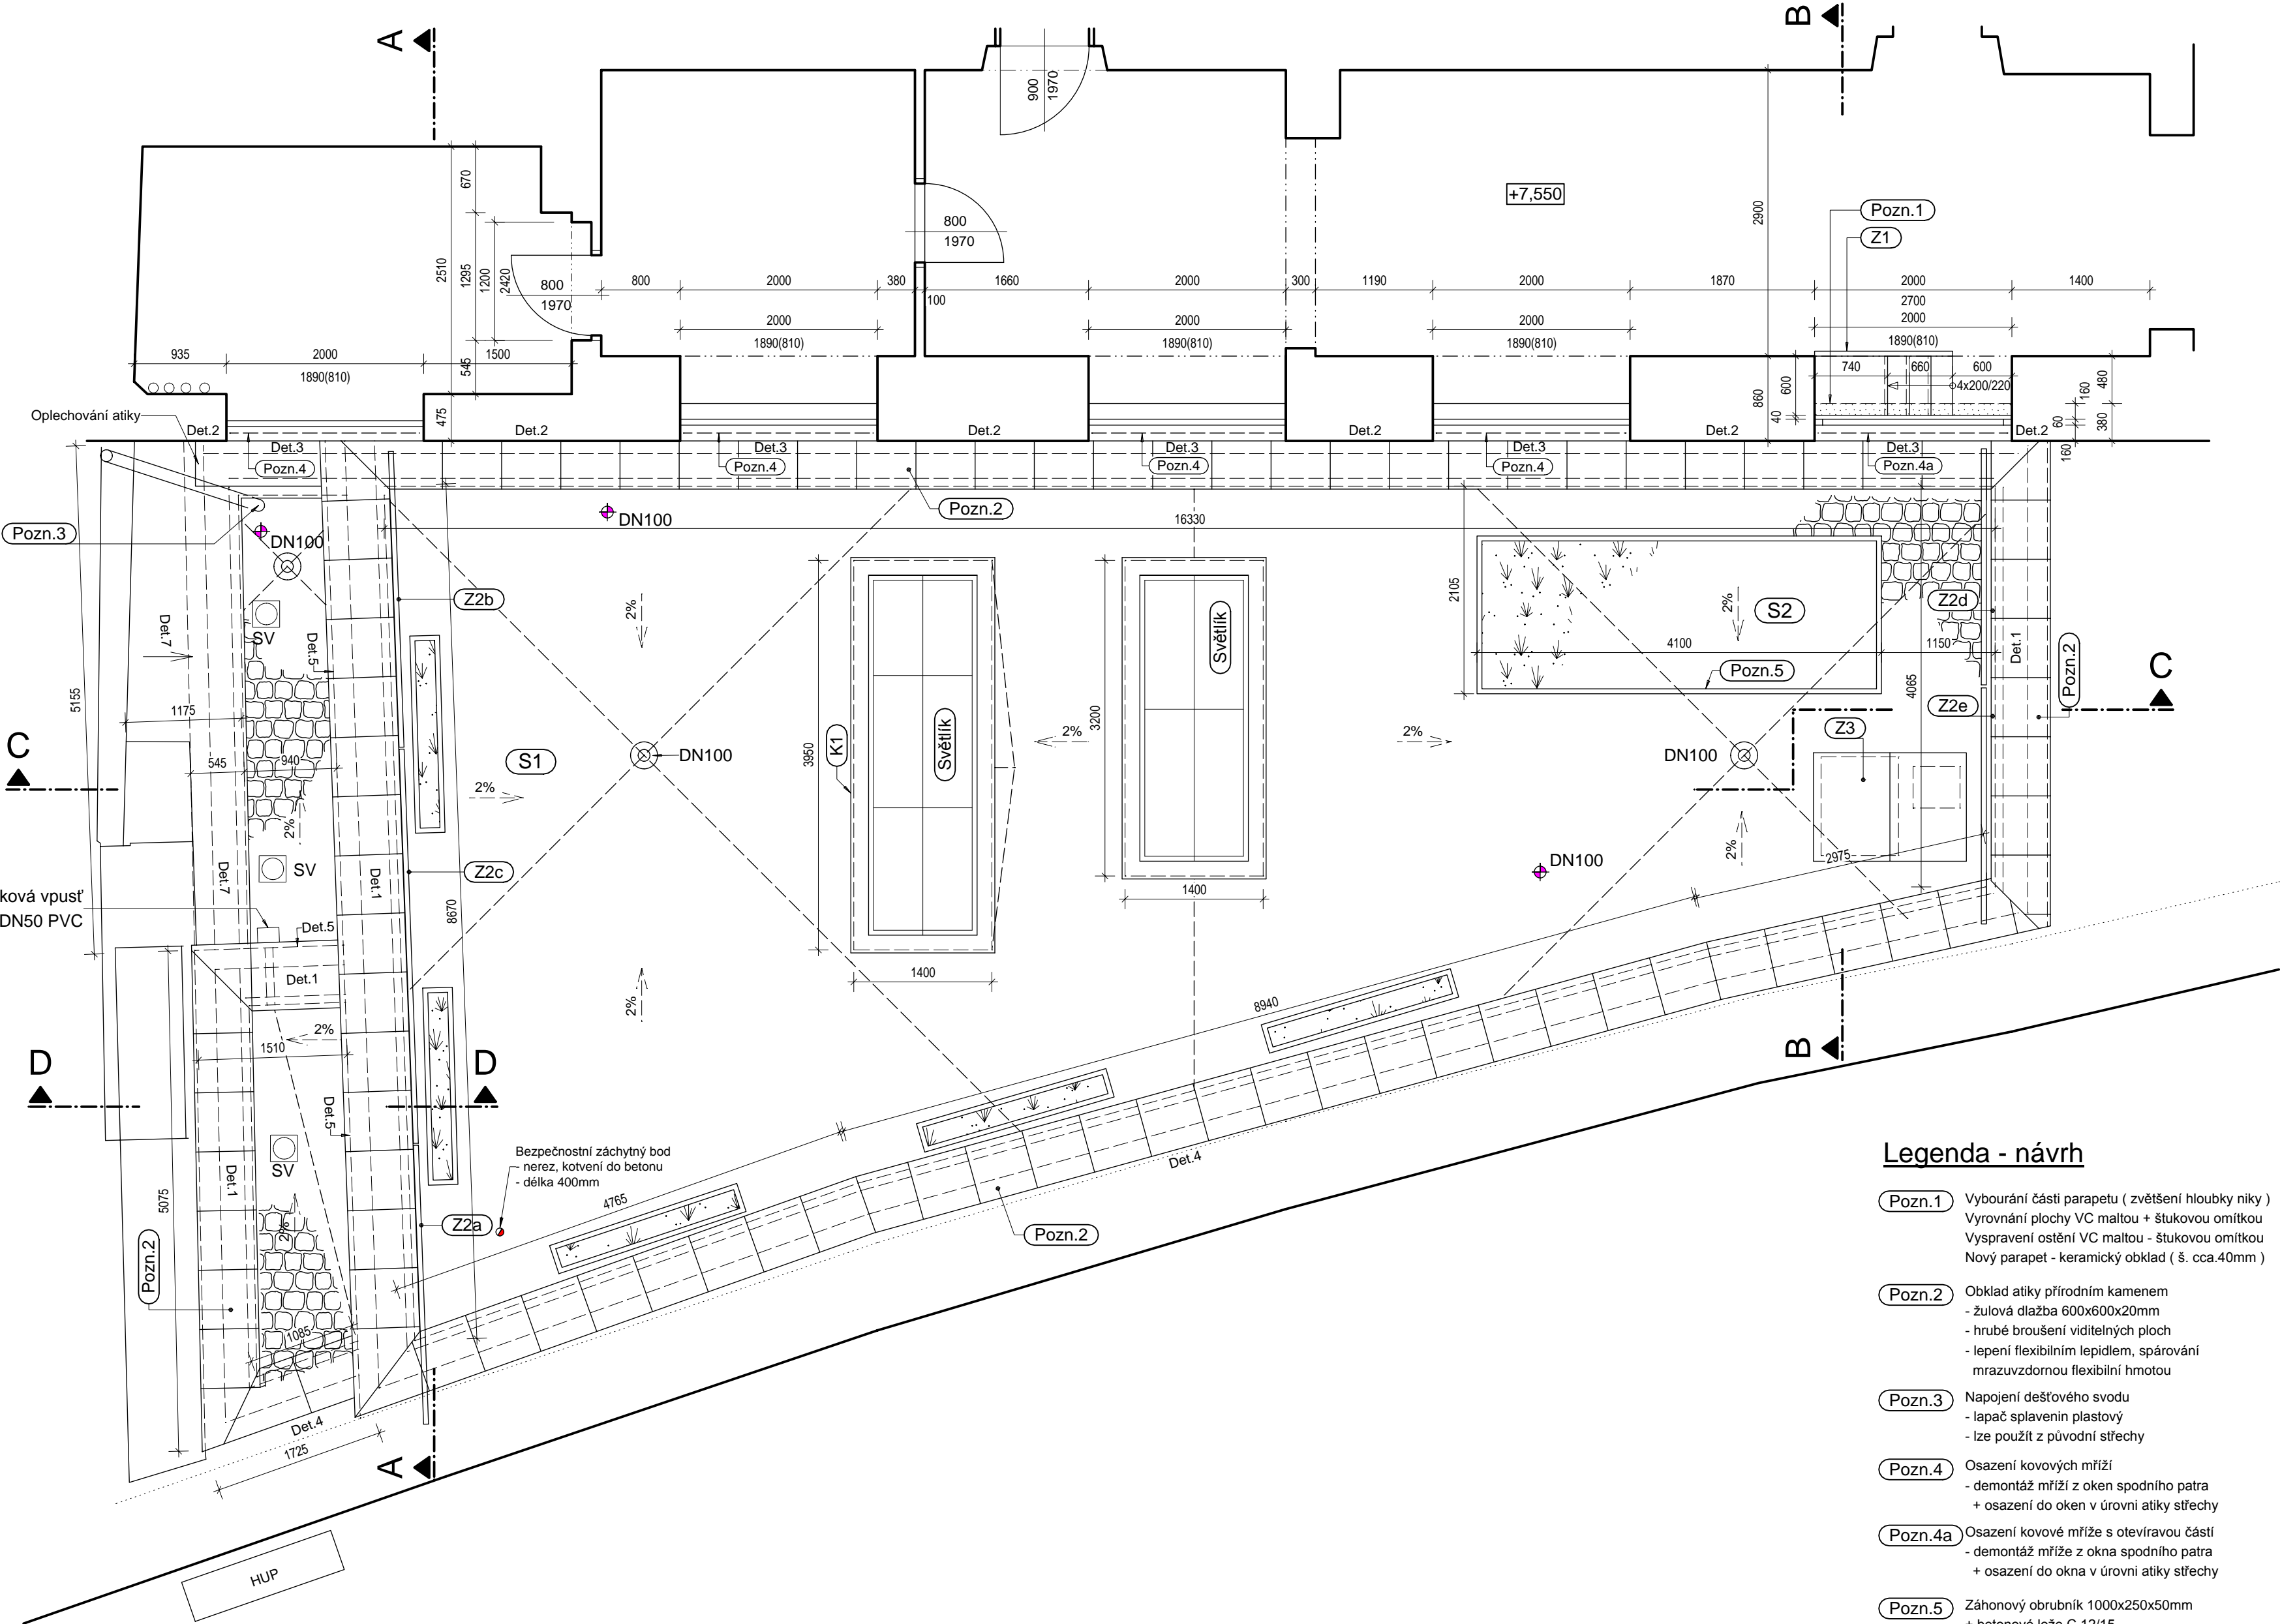 A
B
900
1970
670
2510
1295
1200
2420
800
1970
800
1970
+7,550
2900
Pozn.1
Z1
800
2000
380
100
1660
2000
300
1190
2000
1870
2000
2700
1400
2000
1890(810)
2000
1890(810)
2000
1890(810)
2000
1890(810)
935
2000
1500
1890(810)
545
475
740
660
600
4x200/220
600
40
860
160
480
60
380
160
Oplechování atiky
Det.2
Det.2
Det.2
Det.2
Det.2
Det.2
Det.3
Det.3
Det.3
Det.3
Det.3
Pozn.4
Pozn.4
Pozn.4
Pozn.4
Pozn.4a
Pozn.3
DN100
DN100
Pozn.2
16330
Z2b
SV
Det.7
Det.5
2%
2105
Světlík
S2
2%
4100
1150
Pozn.5
Z2d
Det.1
Pozn.2
C
5155
1175
545
940
C
S1
2%
DN100
K1
3950
Světlík
2%
3200
2%
DN100
Z2e
4065
Z3
2%
SV
Det.7
Det.1
Z2c
8670
DN100
2%
2975
1400
1400
ková vpusť
DN50 PVC
Det.5
Det.1
2%
2%
1510
8940
B
D
D
Det.5
SV
Det.1
5075
Pozn.2
2%
Bezpečnostní záchytný bod
- nerez, kotvení do betonu
- délka 400mm
Z2a
4765
Det.4
Pozn.2
1085
Det.4
1725
A
HUP
Legenda - návrh
Pozn.1 Vybourání části parapetu ( zvětšení hloubky niky )
Vyrovnání plochy VC maltou + štukovou omítkou
Vyspravení ostění VC maltou - štukovou omítkou
Nový parapet - keramický obklad ( š. cca.40mm )
Pozn.2 Obklad atiky přírodním kamenem
- žulová dlažba 600x600x20mm
- hrubé broušení viditelných ploch
- lepení flexibilním lepidlem, spárování
mrazuvzdornou flexibilní hmotou
Pozn.3 Napojení dešťového svodu
- lapač splavenin plastový
- lze použít z původní střechy
Pozn.4 Osazení kovových mříží
- demontáž mříží z oken spodního patra
+ osazení do oken v úrovni atiky střechy
Pozn.4a Osazení kovové mříže s otevíravou částí
- demontáž mříže z okna spodního patra
+ osazení do okna v úrovni atiky střechy
Pozn.5 Záhonový obrubník 1000x250x50mm
+ betonové lože C 12/15